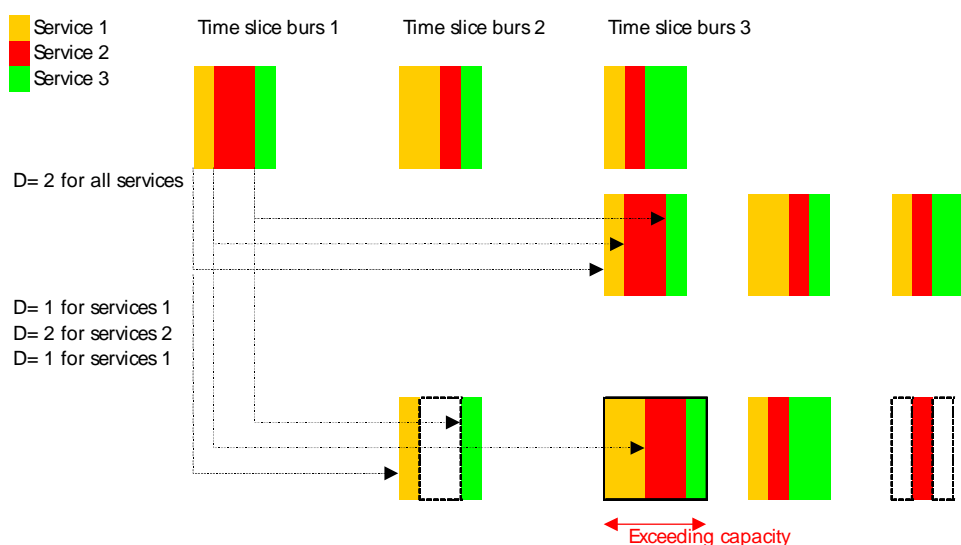 Service 1
Service 2
Service 3
Time slice burs 1
Time slice burs 2
Time slice burs 3
D= 2 for all services
D= 1 for services 1
D= 2 for services 2
D= 1 for services 1
Exceeding capacity